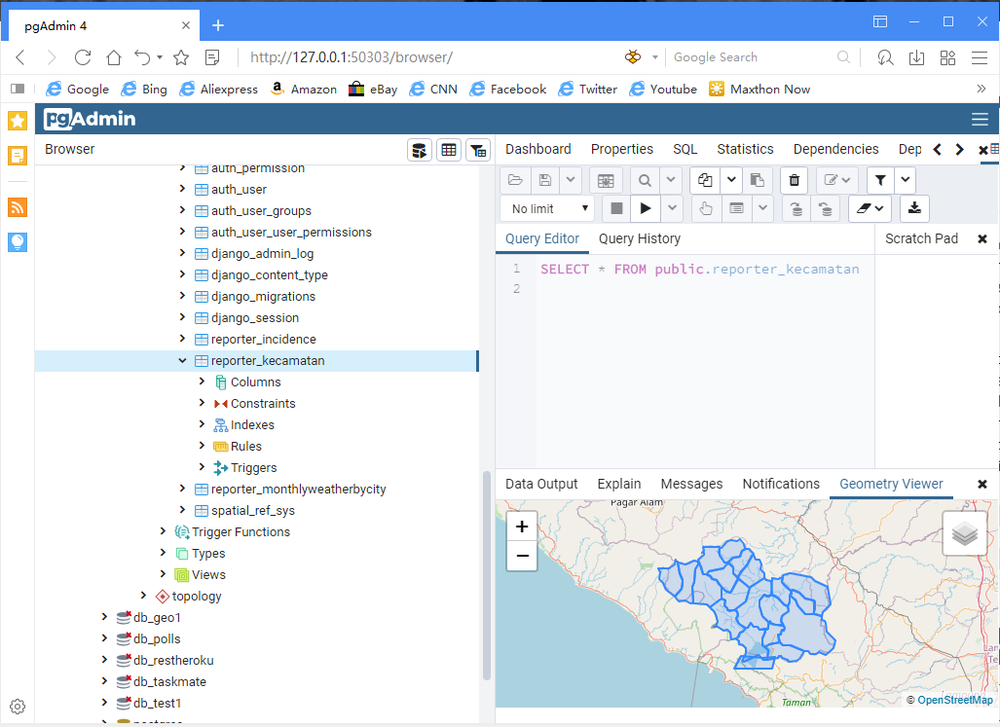 pgAdmin 4
http://127.0.0.1:50303/browser/
Google Search
Google
Bing
Aliexpress
Amazon
eBay
CNN
Facebook
Twitter
Youtube
Maxthon Now
pgAdmin
Browser
Dashboard
Properties
SQL
Statistics
Dependencies
Dep
auth_permission
auth_user
auth_user_groups
auth_user_user_permissions
django_admin_log
django_content_type
django_migrations
django_session
reporter_incidence
reporter_kecamatan
Columns
Constraints
Indexes
Rules
Triggers
reporter_monthlyweatherbycity
spatial_ref_sys
Trigger Functions
Types
Views
topology
db_geo1
db_polls
db_restheroku
db_taskmate
db_test1
postgres
No limit
Query Editor
Query History
Scratch Pad
1 SELECT * FROM public.reporter_kecamatan
2
Data Output
Explain
Messages
Notifications
Geometry Viewer
Pagar Alam
+
−
Taman
© OpenStreetMap